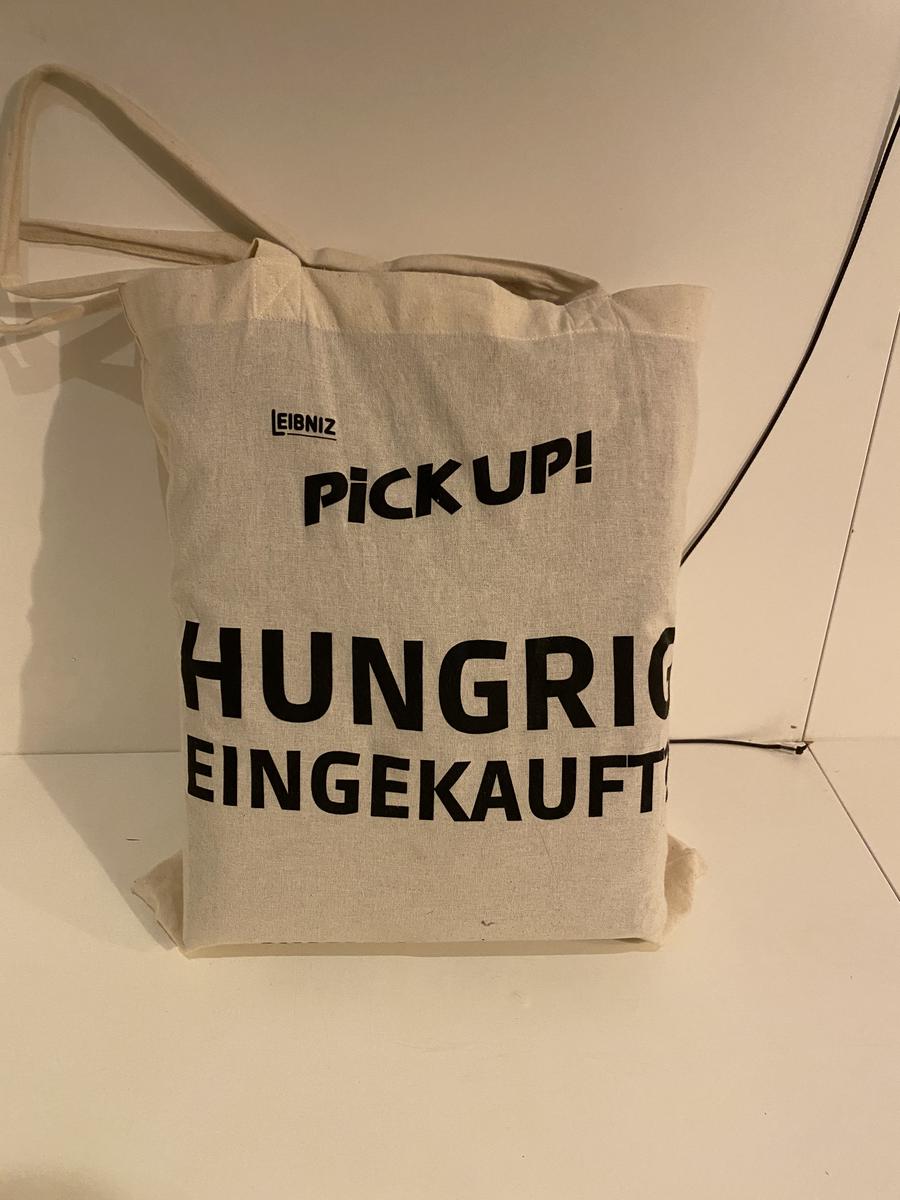 LEIBNIZ
PiCK UP!
HUNGRIG
EINGEKAUFT?